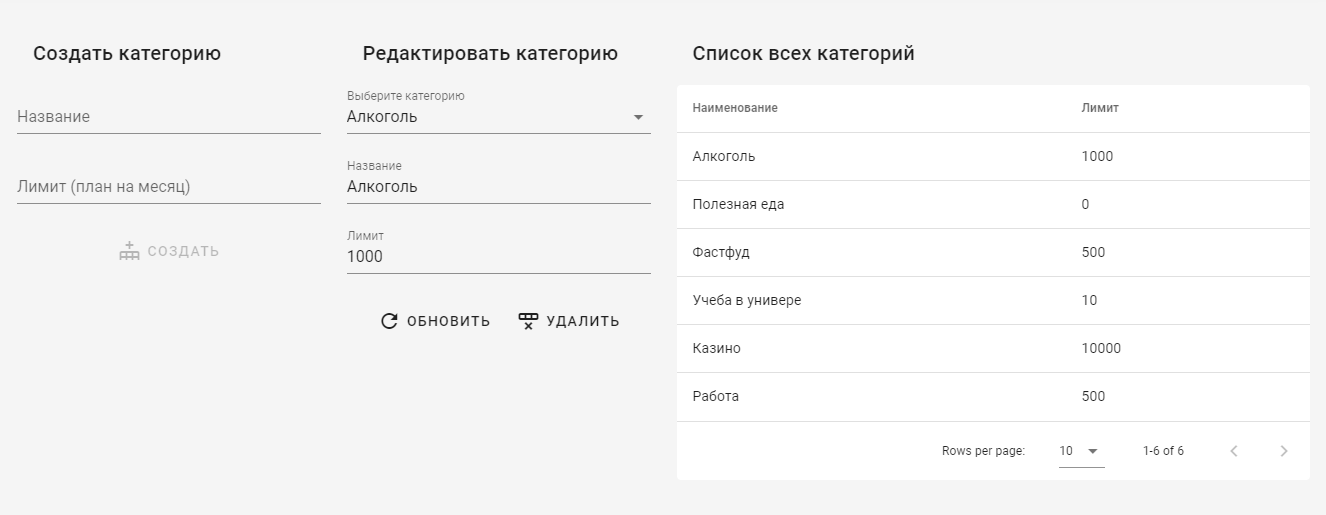 Создать категорию
Название
Лимит (план на месяц)
СОЗДАТЬ
Редактировать категорию
Выберите категорию
Алкоголь
Название
Алкоголь
Лимит
1000
ОБНОВИТЬ УДАЛИТЬ
Список всех категорий
Наименование Лимит
Алкоголь 1000
Полезная еда 0
Фастфуд 500
Учеба в универе 10
Казино 10000
Работа 500
Rows per page: 10 1-6 of 6